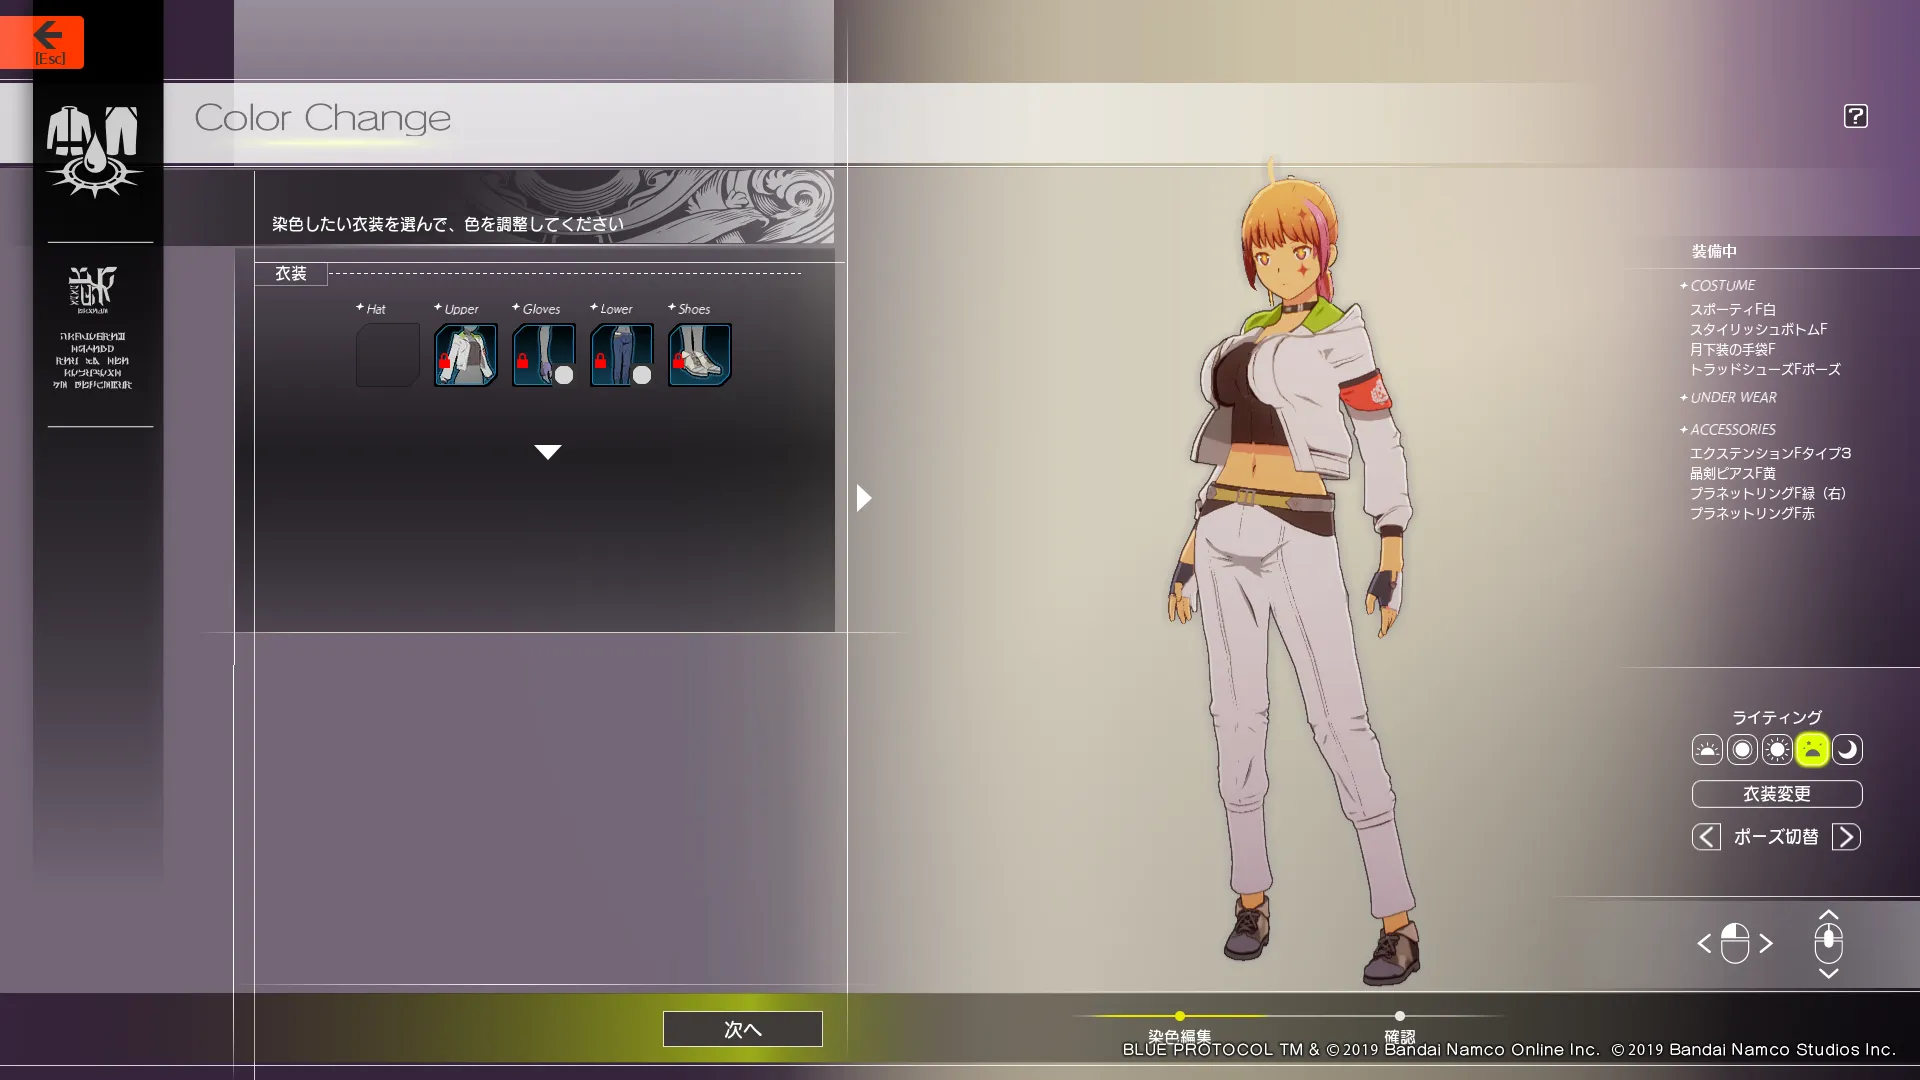 [Esc]
Color Change
?
染色したい衣装を選んで、色を調整してください
衣装
Hat
Upper
Gloves
Lower
Shoes
装備中
COSTUME
スポーティF白
スタイリッシュボトムF
月下装の手袋F
トラッドシューズFポーズ
UNDER WEAR
ACCESSORIES
エクステンションFタイプ3
晶剣ピアスF黄
プラネットリングF緑（右）
プラネットリングF赤
ライティング
衣装変更
ポーズ切替
次へ
染色編集
確認
BLUE PROTOCOL TM & ©2019 Bandai Namco Online Inc. ©2019 Bandai Namco Studios Inc.